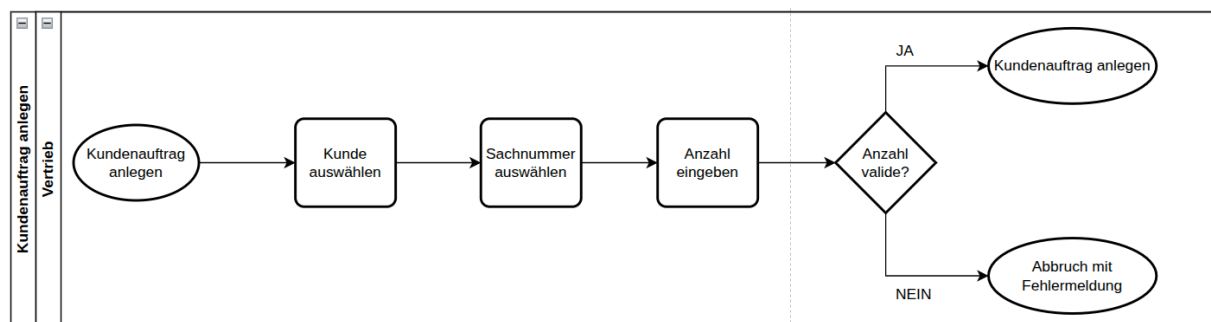 Kundenauftrag anlegen
Vertrieb
Kundenauftrag
anlegen
Kunde
auswählen
Sachnummer
auswählen
Anzahl
eingeben
Anzahl
valide?
JA
Kundenauftrag anlegen
NEIN
Abbruch mit
Fehlermeldung